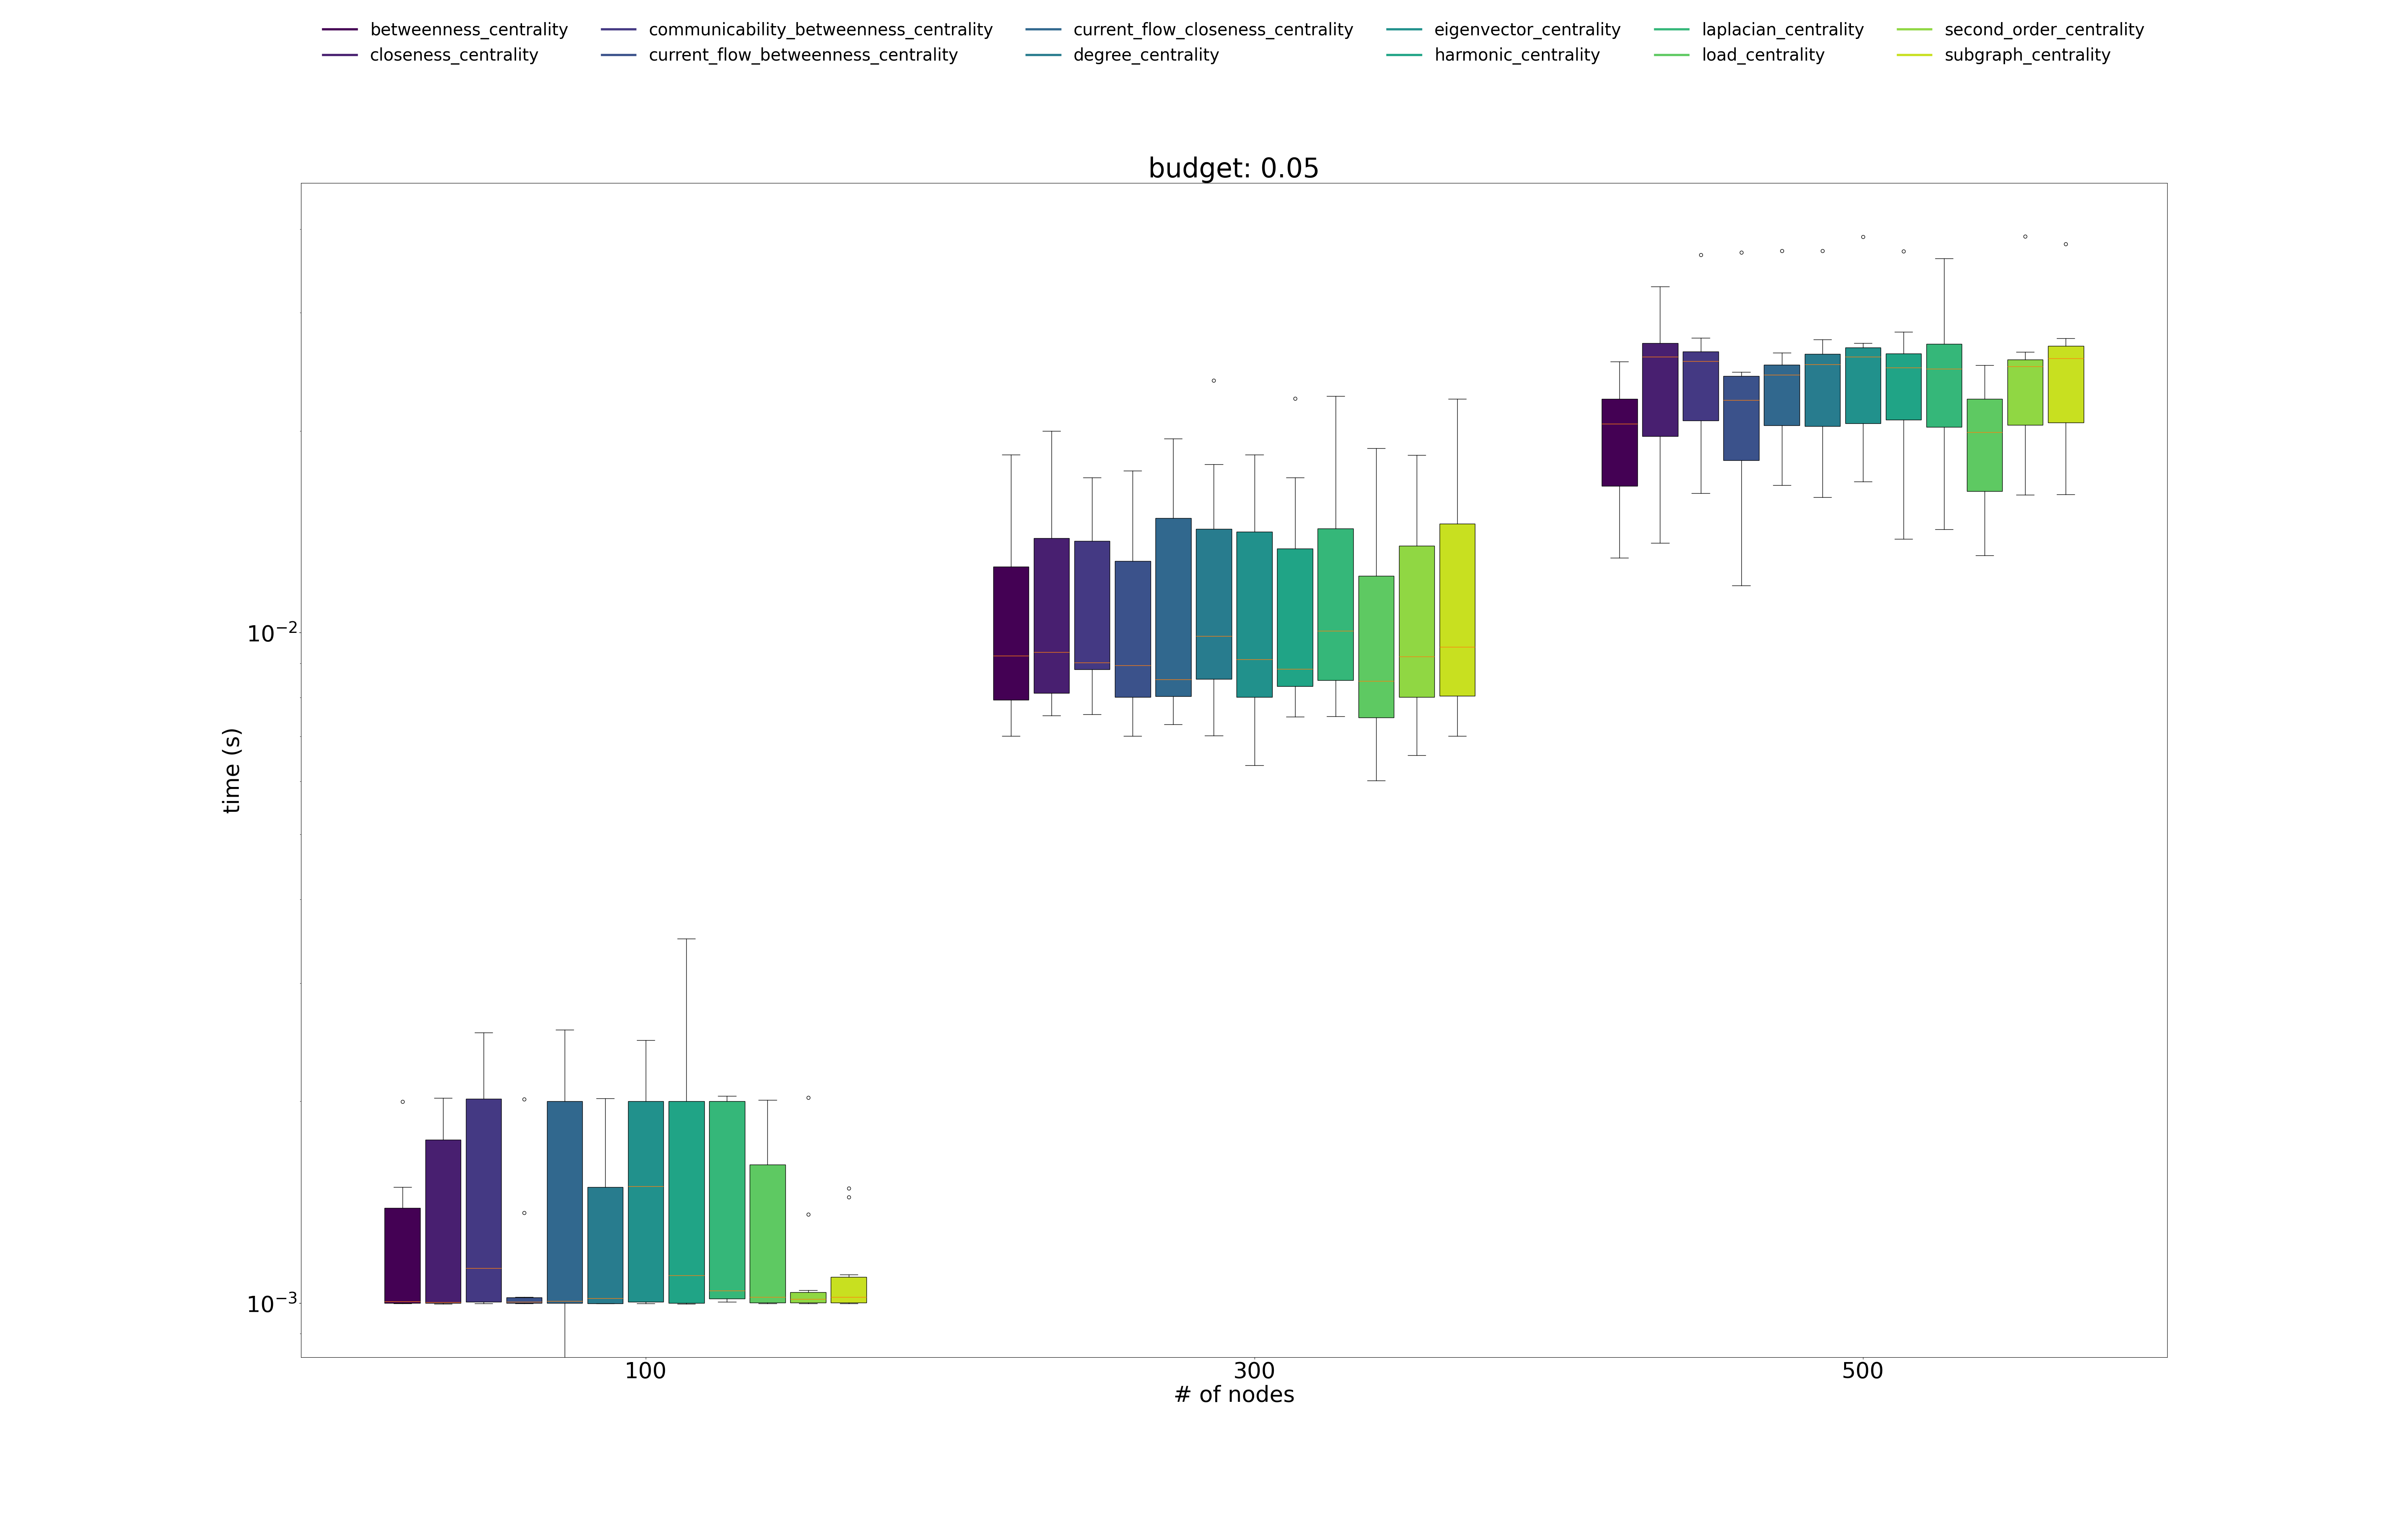 betweenness_centrality communicability_betweenness_centrality current_flow_closeness_centrality eigenvector_centrality laplacian_centrality second_order_centrality
closeness_centrality current_flow_betweenness_centrality degree_centrality harmonic_centrality load_centrality subgraph_centrality
budget: 0.05
time (s)
10⁻²
10⁻³
100 300 500
# of nodes